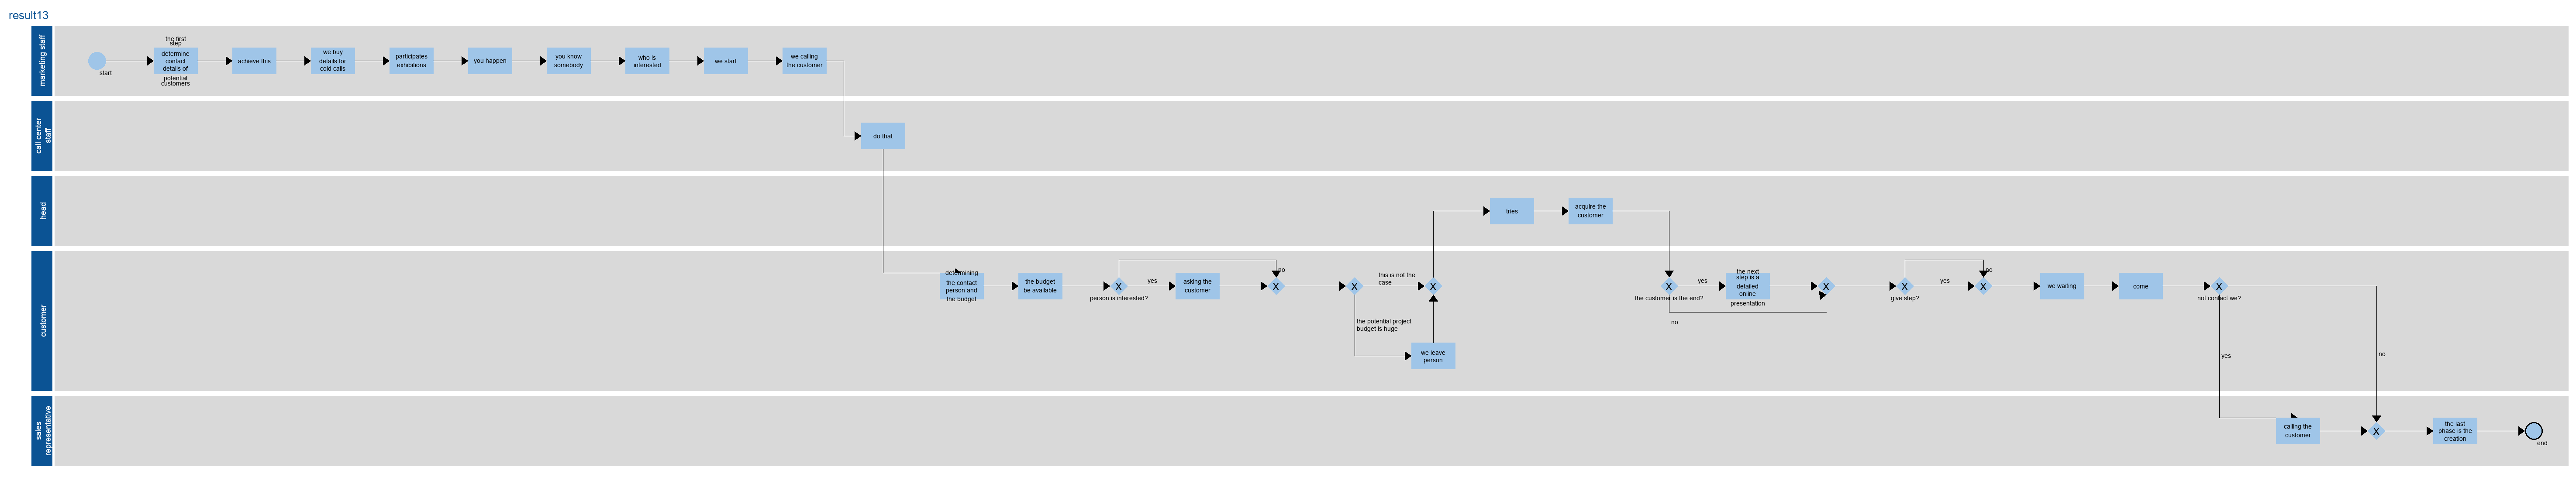 result13
marketing staff
start
the first
step
determine
contact
details of
potential
customers
achieve this
we buy
details for
cold calls
participates
exhibitions
you happen
you know
somebody
who is
interested
we start
we calling
the customer
call center
staff
do that
head
tries
acquire the
customer
customer
determining
the contact
person and
the budget
the budget
be available
X
person is interested?
yes
asking the
customer
no
X
X
this is not the
case
the potential project
budget is huge
we leave
person
X
X
the customer is the end?
yes
no
the next
step is a
detailed
online
presentation
X
X
give step?
yes
no
X
we waiting
come
X
not contact we?
yes
no
sales
representative
calling the
customer
X
the last
phase is the
creation
end